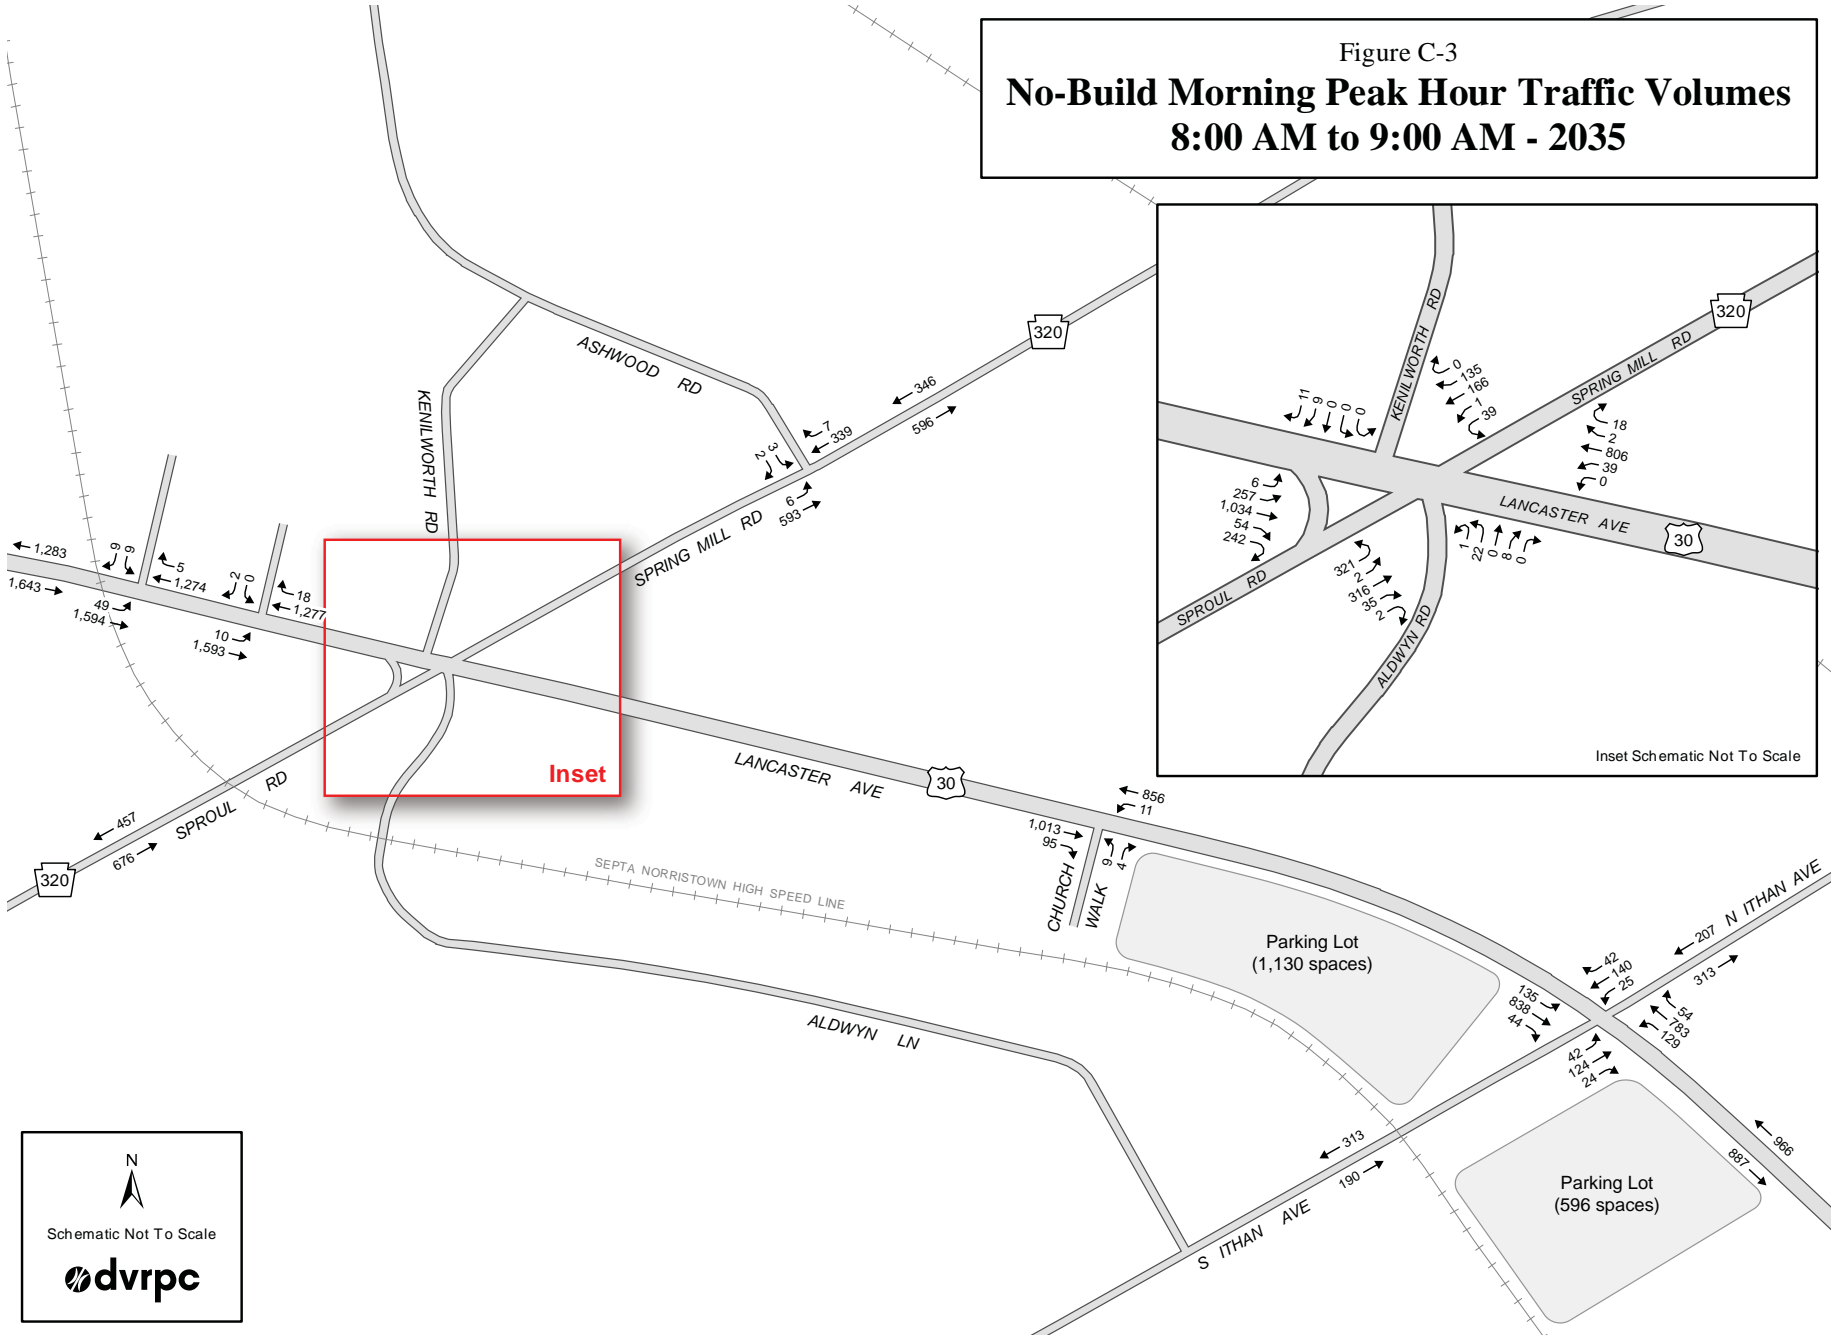 Figure C-3
No-Build Morning Peak Hour Traffic Volumes
8:00 AM to 9:00 AM - 2035
320
ASHWOOD RD
KENILWORTH RD
346
596
7
339
3
2
6
593
SPRING MILL RD
1,283
1,643
9
9
5
1,274
49
1,594
2
0
18
1,277
10
1,593
Inset
SPROUL RD
457
676
320
LANCASTER AVE
30
SEPTA NORRISTOWN HIGH SPEED LINE
856
11
1,013
95
9
4
CHURCH
WALK
Parking Lot
(1,130 spaces)
N ITHAN AVE
207
313
42
140
25
135
838
44
54
783
129
42
124
24
ALDWYN LN
313
190
S ITHAN AVE
966
887
Parking Lot
(596 spaces)
KENILWORTH RD
SPRING MILL RD
320
11
9
0
0
0
0
135
166
1
39
18
2
806
39
0
6
257
1,034
54
242
LANCASTER AVE
30
1
22
0
8
0
321
2
316
35
2
SPROUL RD
ALDWYN RD
Inset Schematic Not To Scale
N
Schematic Not To Scale
dvrpc